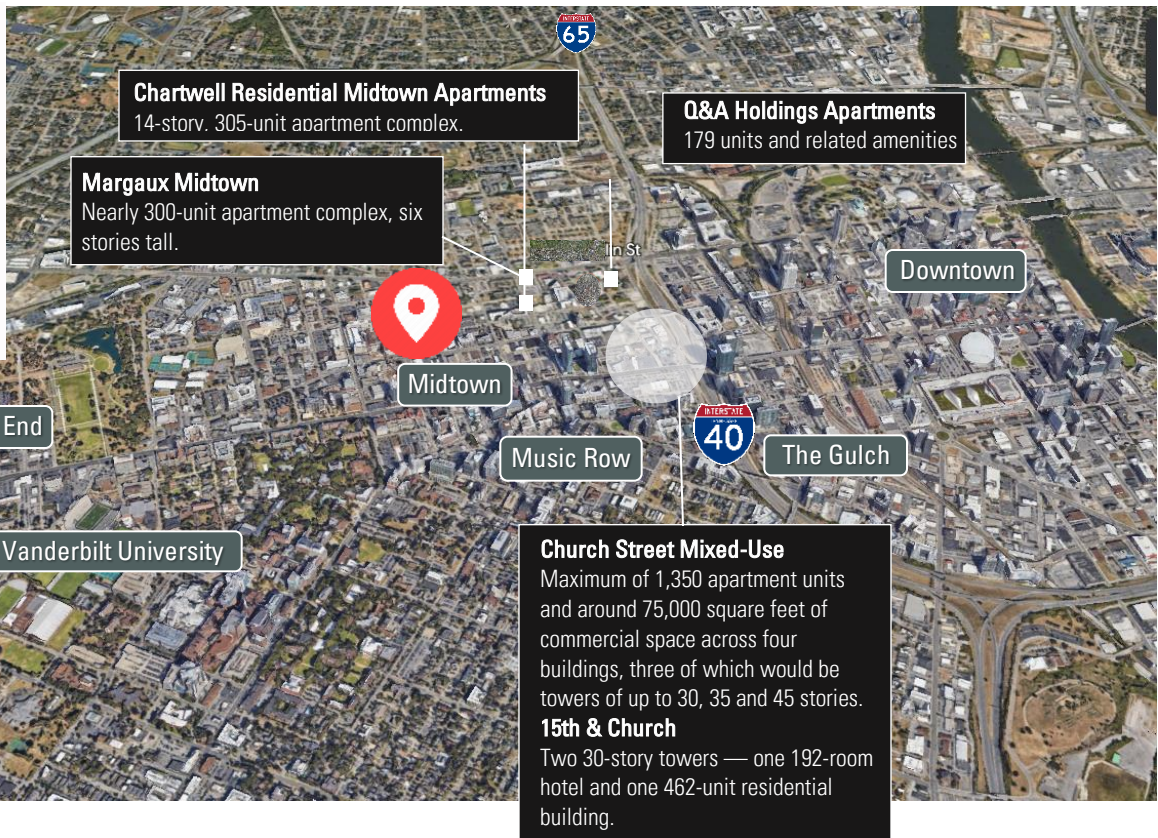 INTERSTATE
65
Chartwell Residential Midtown Apartments
14-story, 305-unit apartment complex.
Q&A Holdings Apartments
179 units and related amenities
Margaux Midtown
Nearly 300-unit apartment complex, six
stories tall.
ln St
Downtown
Midtown
End
INTERSTATE
40
Music Row
The Gulch
Vanderbilt University
Church Street Mixed-Use
Maximum of 1,350 apartment units
and around 75,000 square feet of
commercial space across four
buildings, three of which would be
towers of up to 30, 35 and 45 stories.
15th & Church
Two 30-story towers — one 192-room
hotel and one 462-unit residential
building.